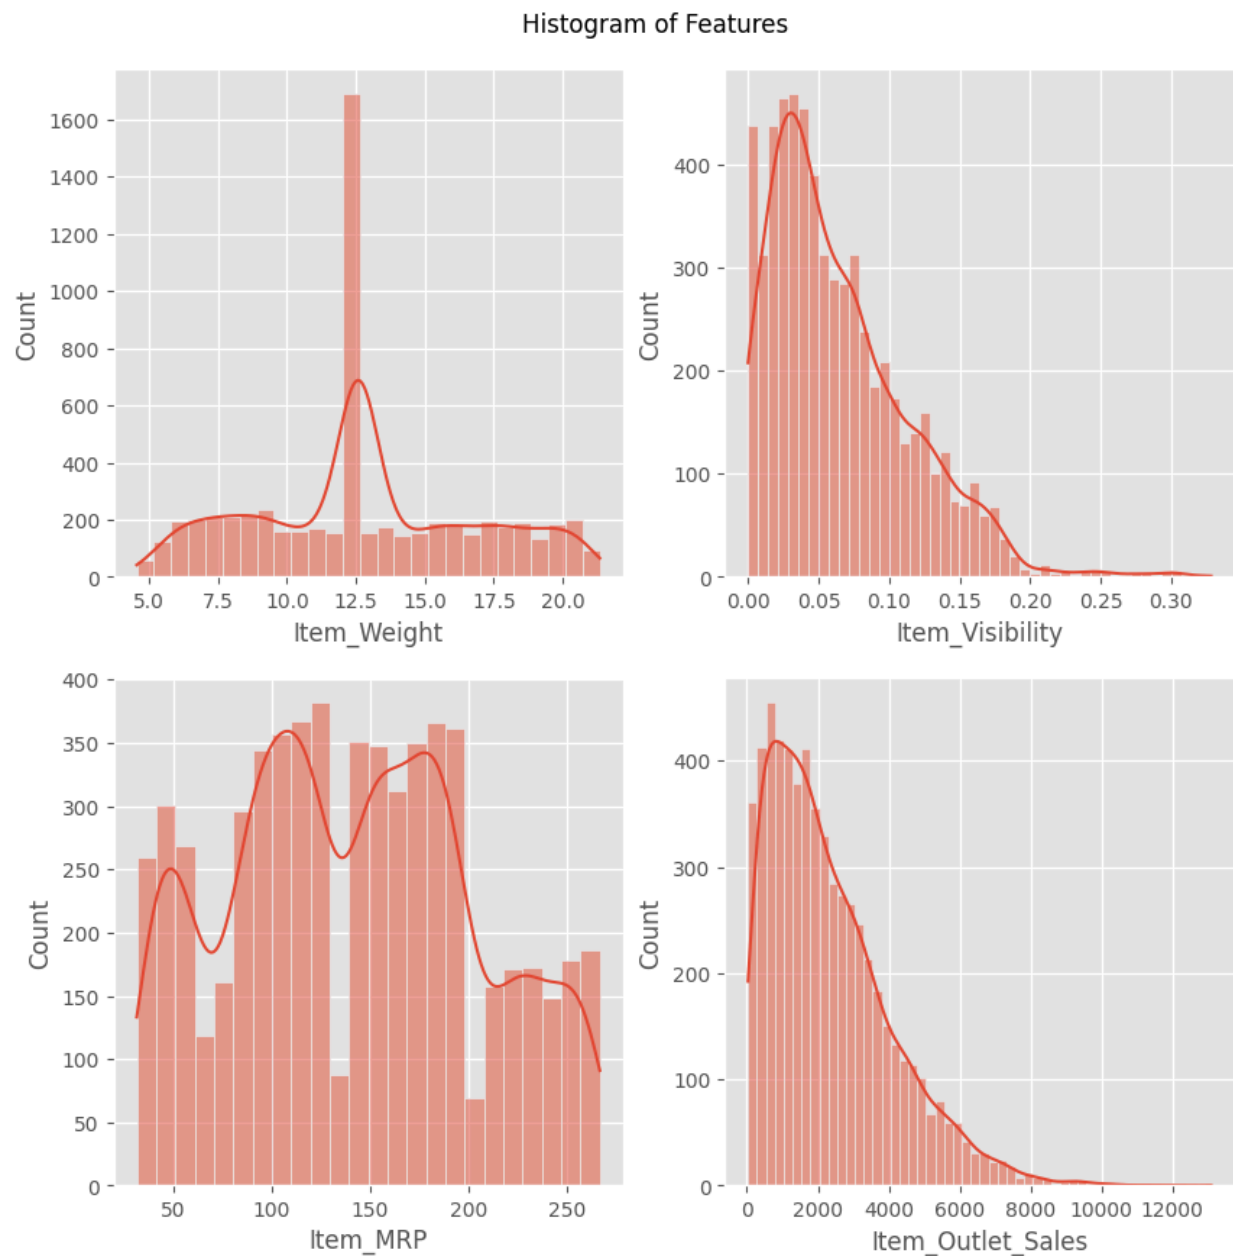 Histogram of Features
1600
1400
1200
1000
800
600
400
200
0
Count
5.0 7.5 10.0 12.5 15.0 17.5 20.0
Item_Weight
400
300
200
100
0
Count
0.00 0.05 0.10 0.15 0.20 0.25 0.30
Item_Visibility
400
350
300
250
200
150
100
50
0
Count
50 100 150 200 250
Item_MRP
400
300
200
100
0
Count
0 2000 4000 6000 8000 10000 12000
Item_Outlet_Sales